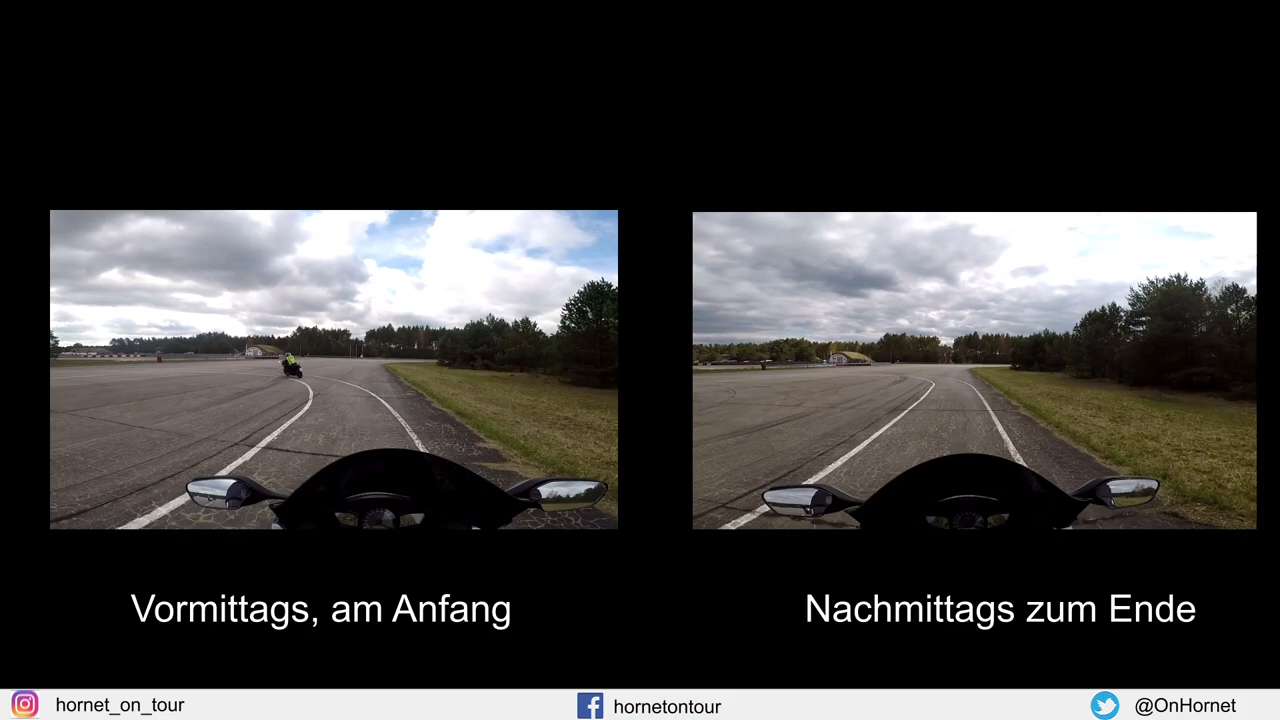 Vormittags, am Anfang
Nachmittags zum Ende
hornet_on_tour
hornetontour
@OnHornet